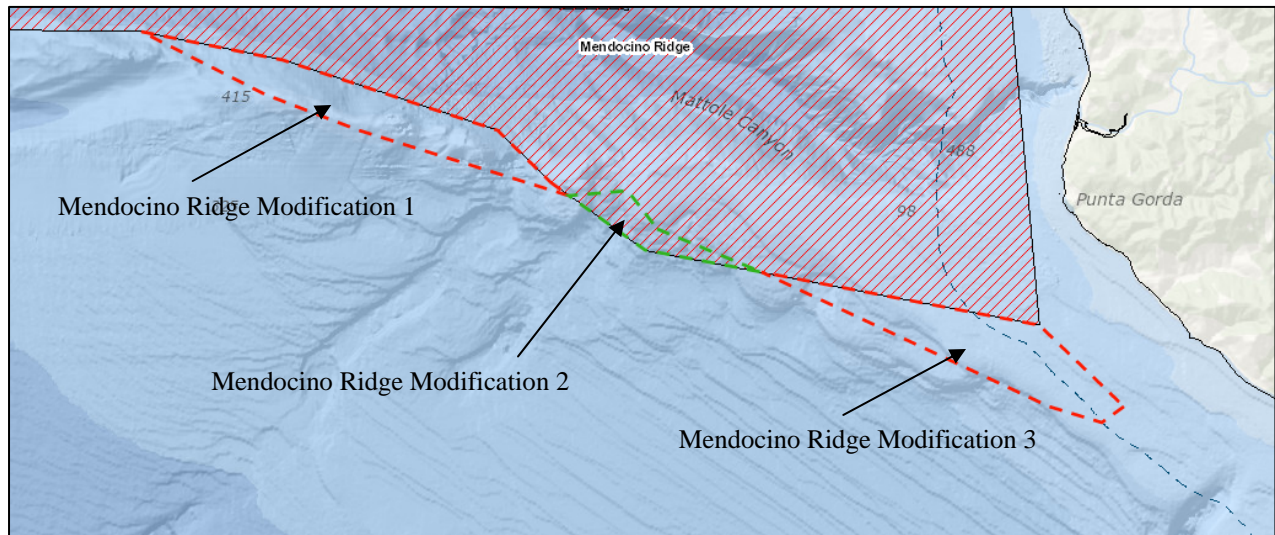 Mendocino Ridge
415
Mattole Canyon
488
Punta Gorda
98
Mendocino Ridge Modification 1
Mendocino Ridge Modification 2
Mendocino Ridge Modification 3